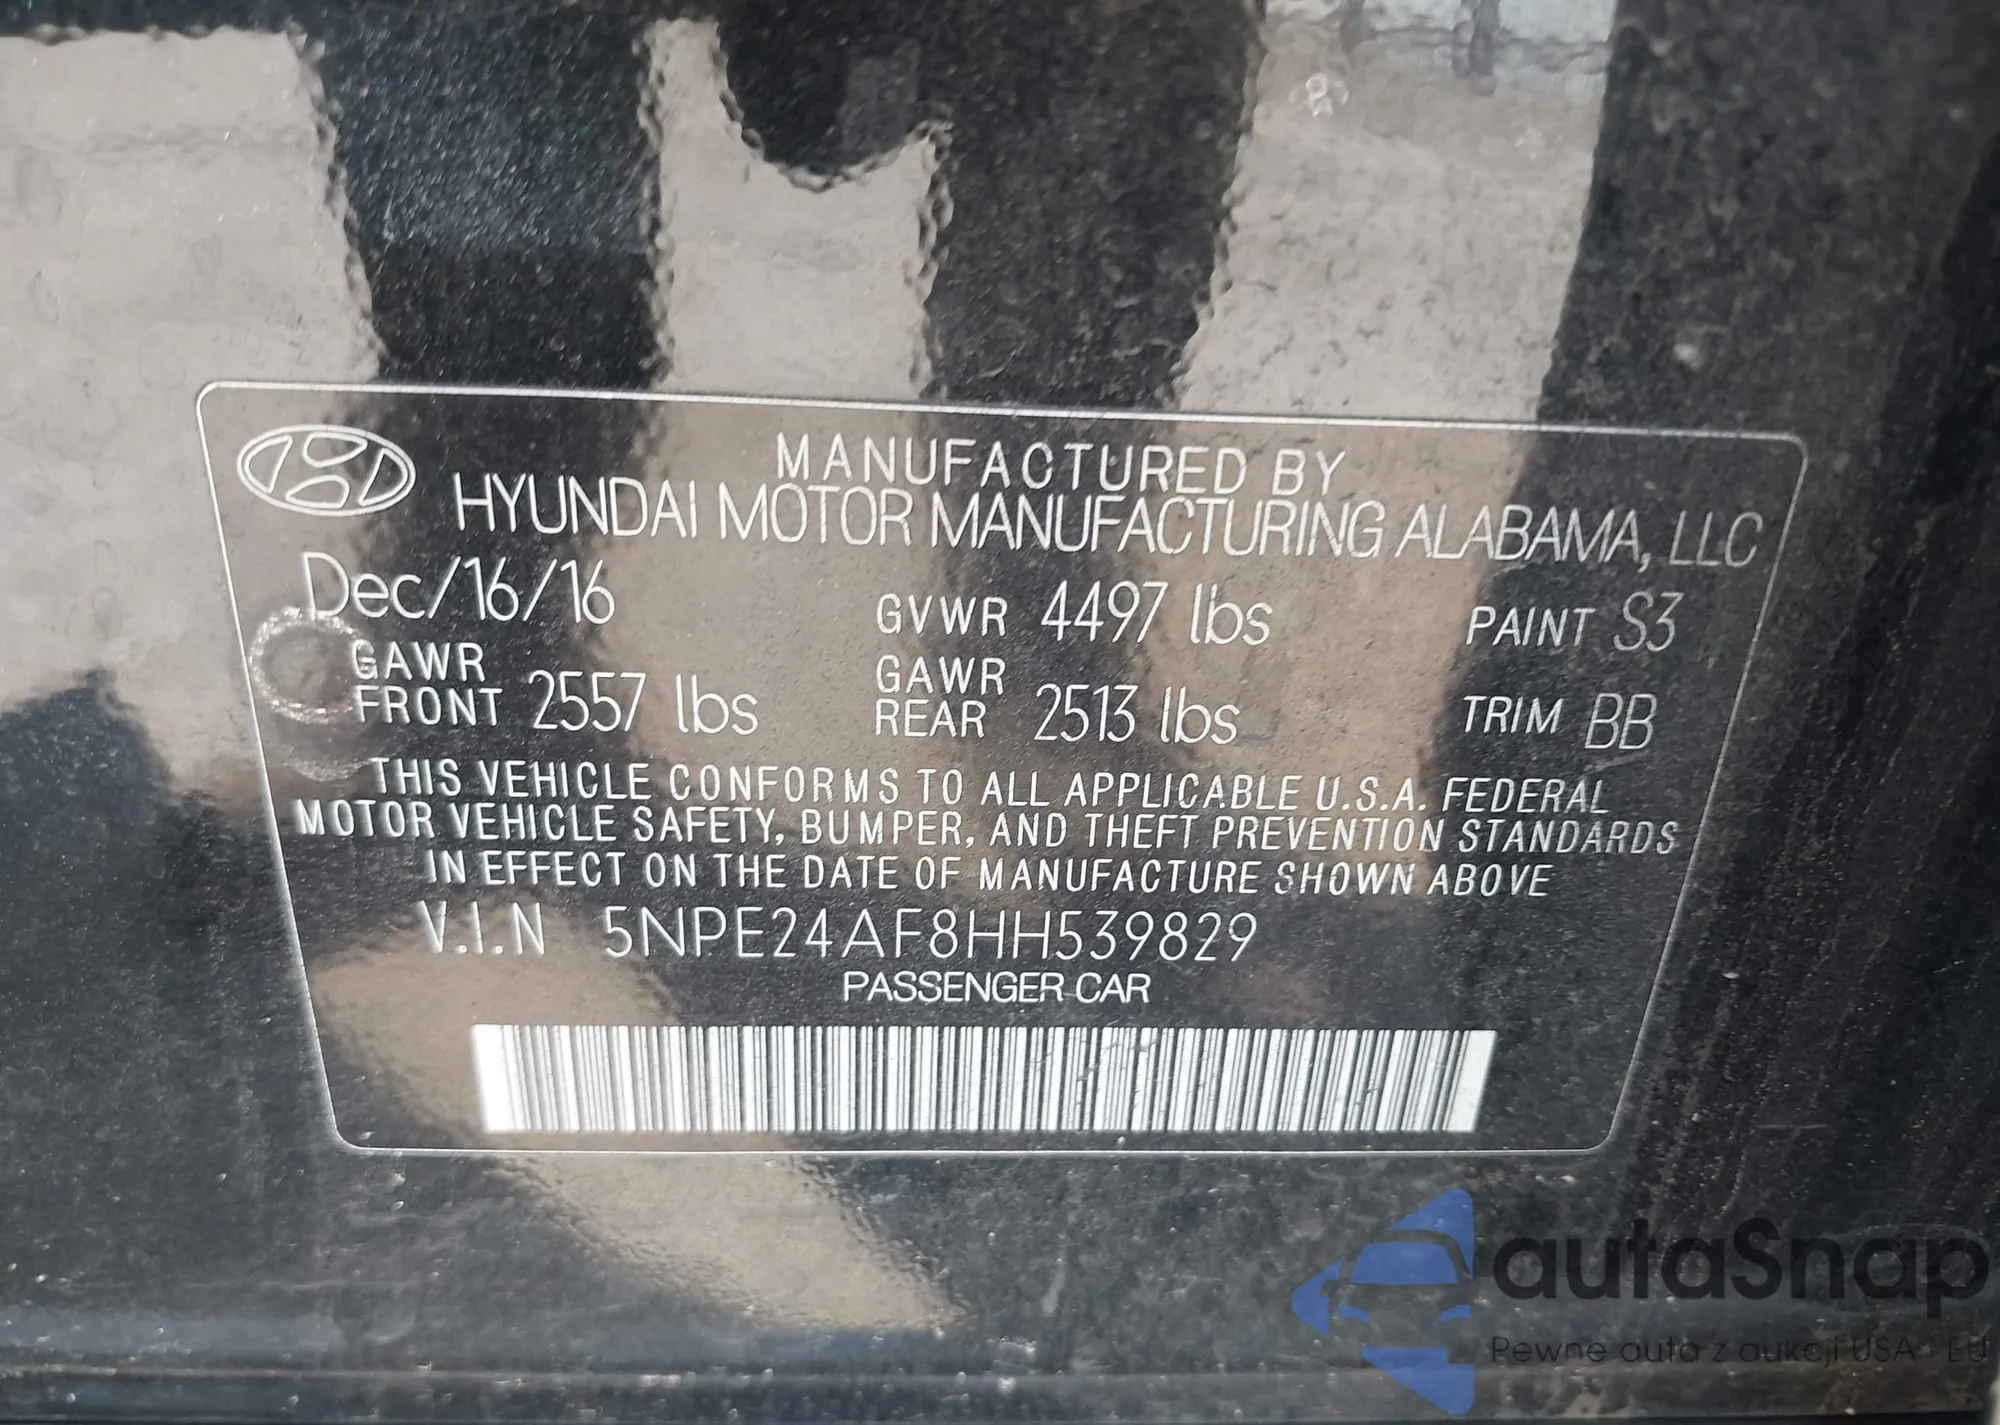 MANUFACTURED BY
HYUNDAI MOTOR MANUFACTURING ALABAMA, LLC
Dec/16/16 GVWR 4497 lbs PAINT S3
GAWR FRONT 2557 lbs GAWR REAR 2513 lbs TRIM BB
THIS VEHICLE CONFORMS TO ALL APPLICABLE U.S.A. FEDERAL
MOTOR VEHICLE SAFETY, BUMPER, AND THEFT PREVENTION STANDARDS
IN EFFECT ON THE DATE OF MANUFACTURE SHOWN ABOVE
V.I.N 5NPE24AF8HH539829
PASSENGER CAR
autaSnap
Pewne auta z aukcji USA i EU